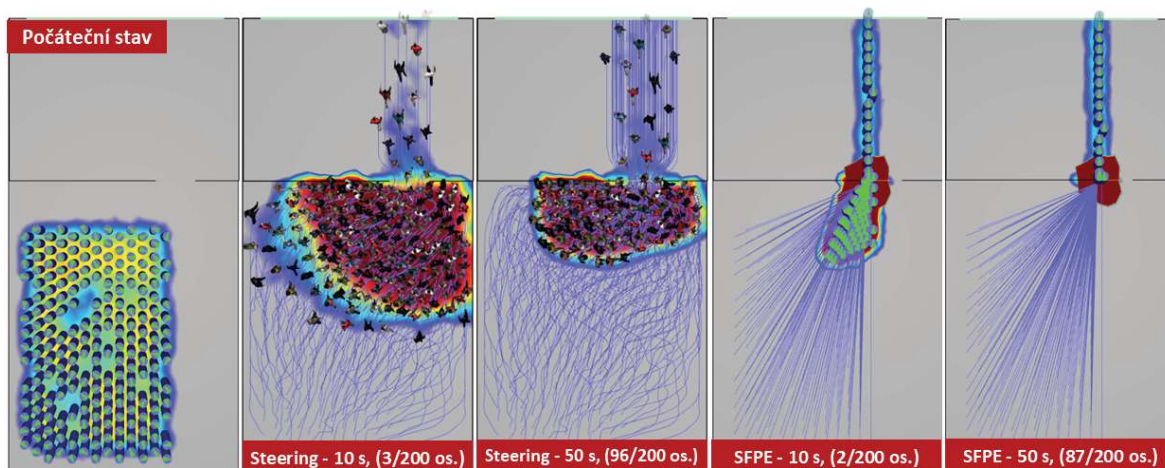 Počáteční stav
Steering - 10 s, (3/200 os.)
Steering - 50 s, (96/200 os.)
SFPE - 10 s, (2/200 os.)
SFPE - 50 s, (87/200 os.)